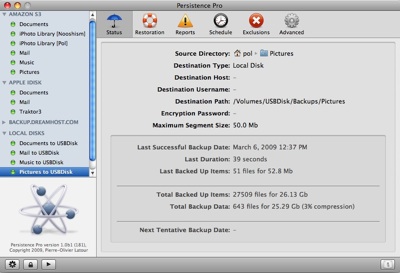 Persistence Pro
AMAZON S3
Documents
iPhoto Library [Nooshism]
iPhoto Library [Pol]
Mail
Music
Pictures
APPLE IDISK
Documents
Mail
Traktor3
BACKUP.DREAMHOST.COM
LOCAL DISKS
Documents to USBDisk
Mail to USBDisk
Music to USBDisk
Pictures to USBDisk
Persistence Pro version 1.0b1 (181),
Copyright 2009, Pierre-Olivier Latour
Status
Restoration
Reports
Schedule
Exclusions
Advanced
Source Directory: pol › Pictures
Destination Type: Local Disk
Destination Host: -
Destination Username: -
Destination Path: /Volumes/USBDisk/Backups/Pictures
Encryption Password: -
Maximum Segment Size: 50.0 Mb
Last Successful Backup Date: March 6, 2009 12:37 PM
Last Duration: 39 seconds
Last Backed Up Items: 51 files for 52.8 Mb
Total Backed Up Items: 27509 files for 26.13 Gb
Total Backup Data: 643 files for 25.29 Gb (3% compression)
Next Tentative Backup Date: -